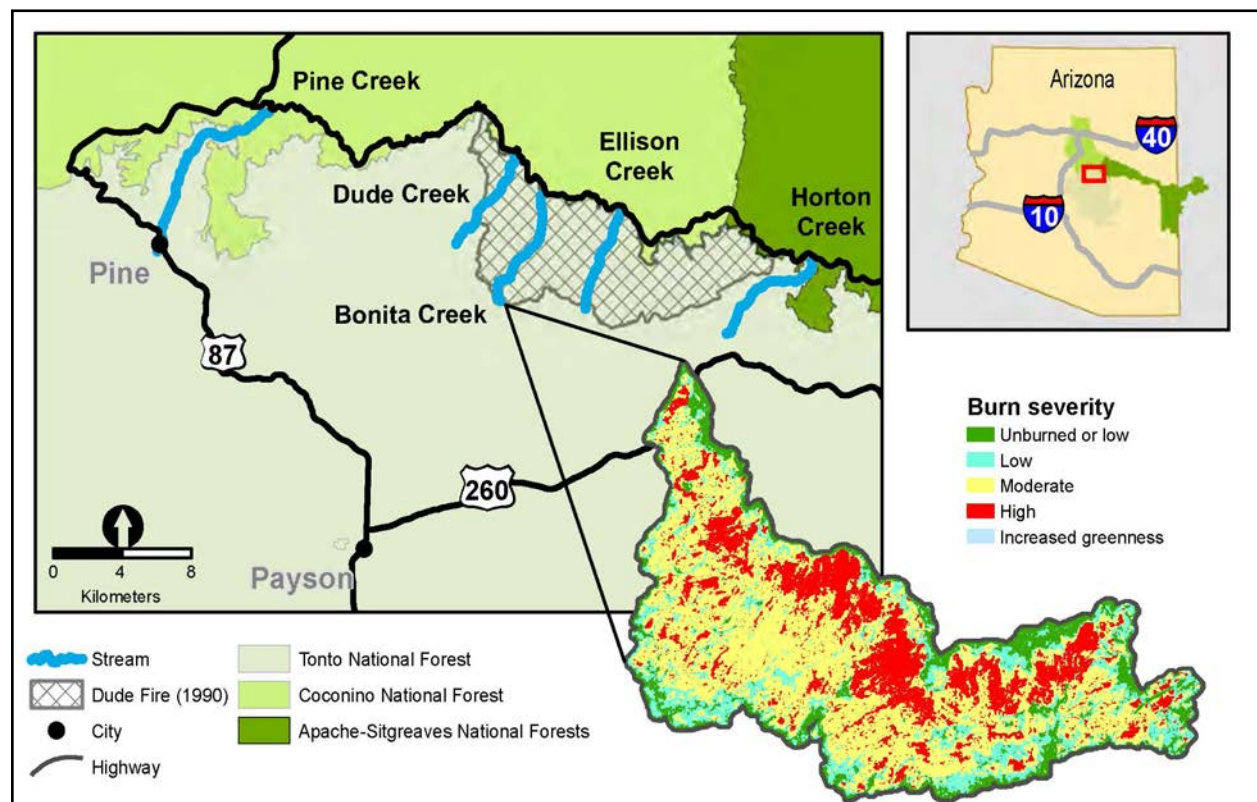 Pine Creek
Ellison
Creek
Dude Creek
Horton
Creek
Pine
Bonita Creek
87
260
Payson
0 4 8
Kilometers
Arizona
40
10
Burn severity
Unburned or low
Low
Moderate
High
Increased greenness
Stream
Dude Fire (1990)
City
Highway
Tonto National Forest
Coconino National Forest
Apache-Sitgreaves National Forests